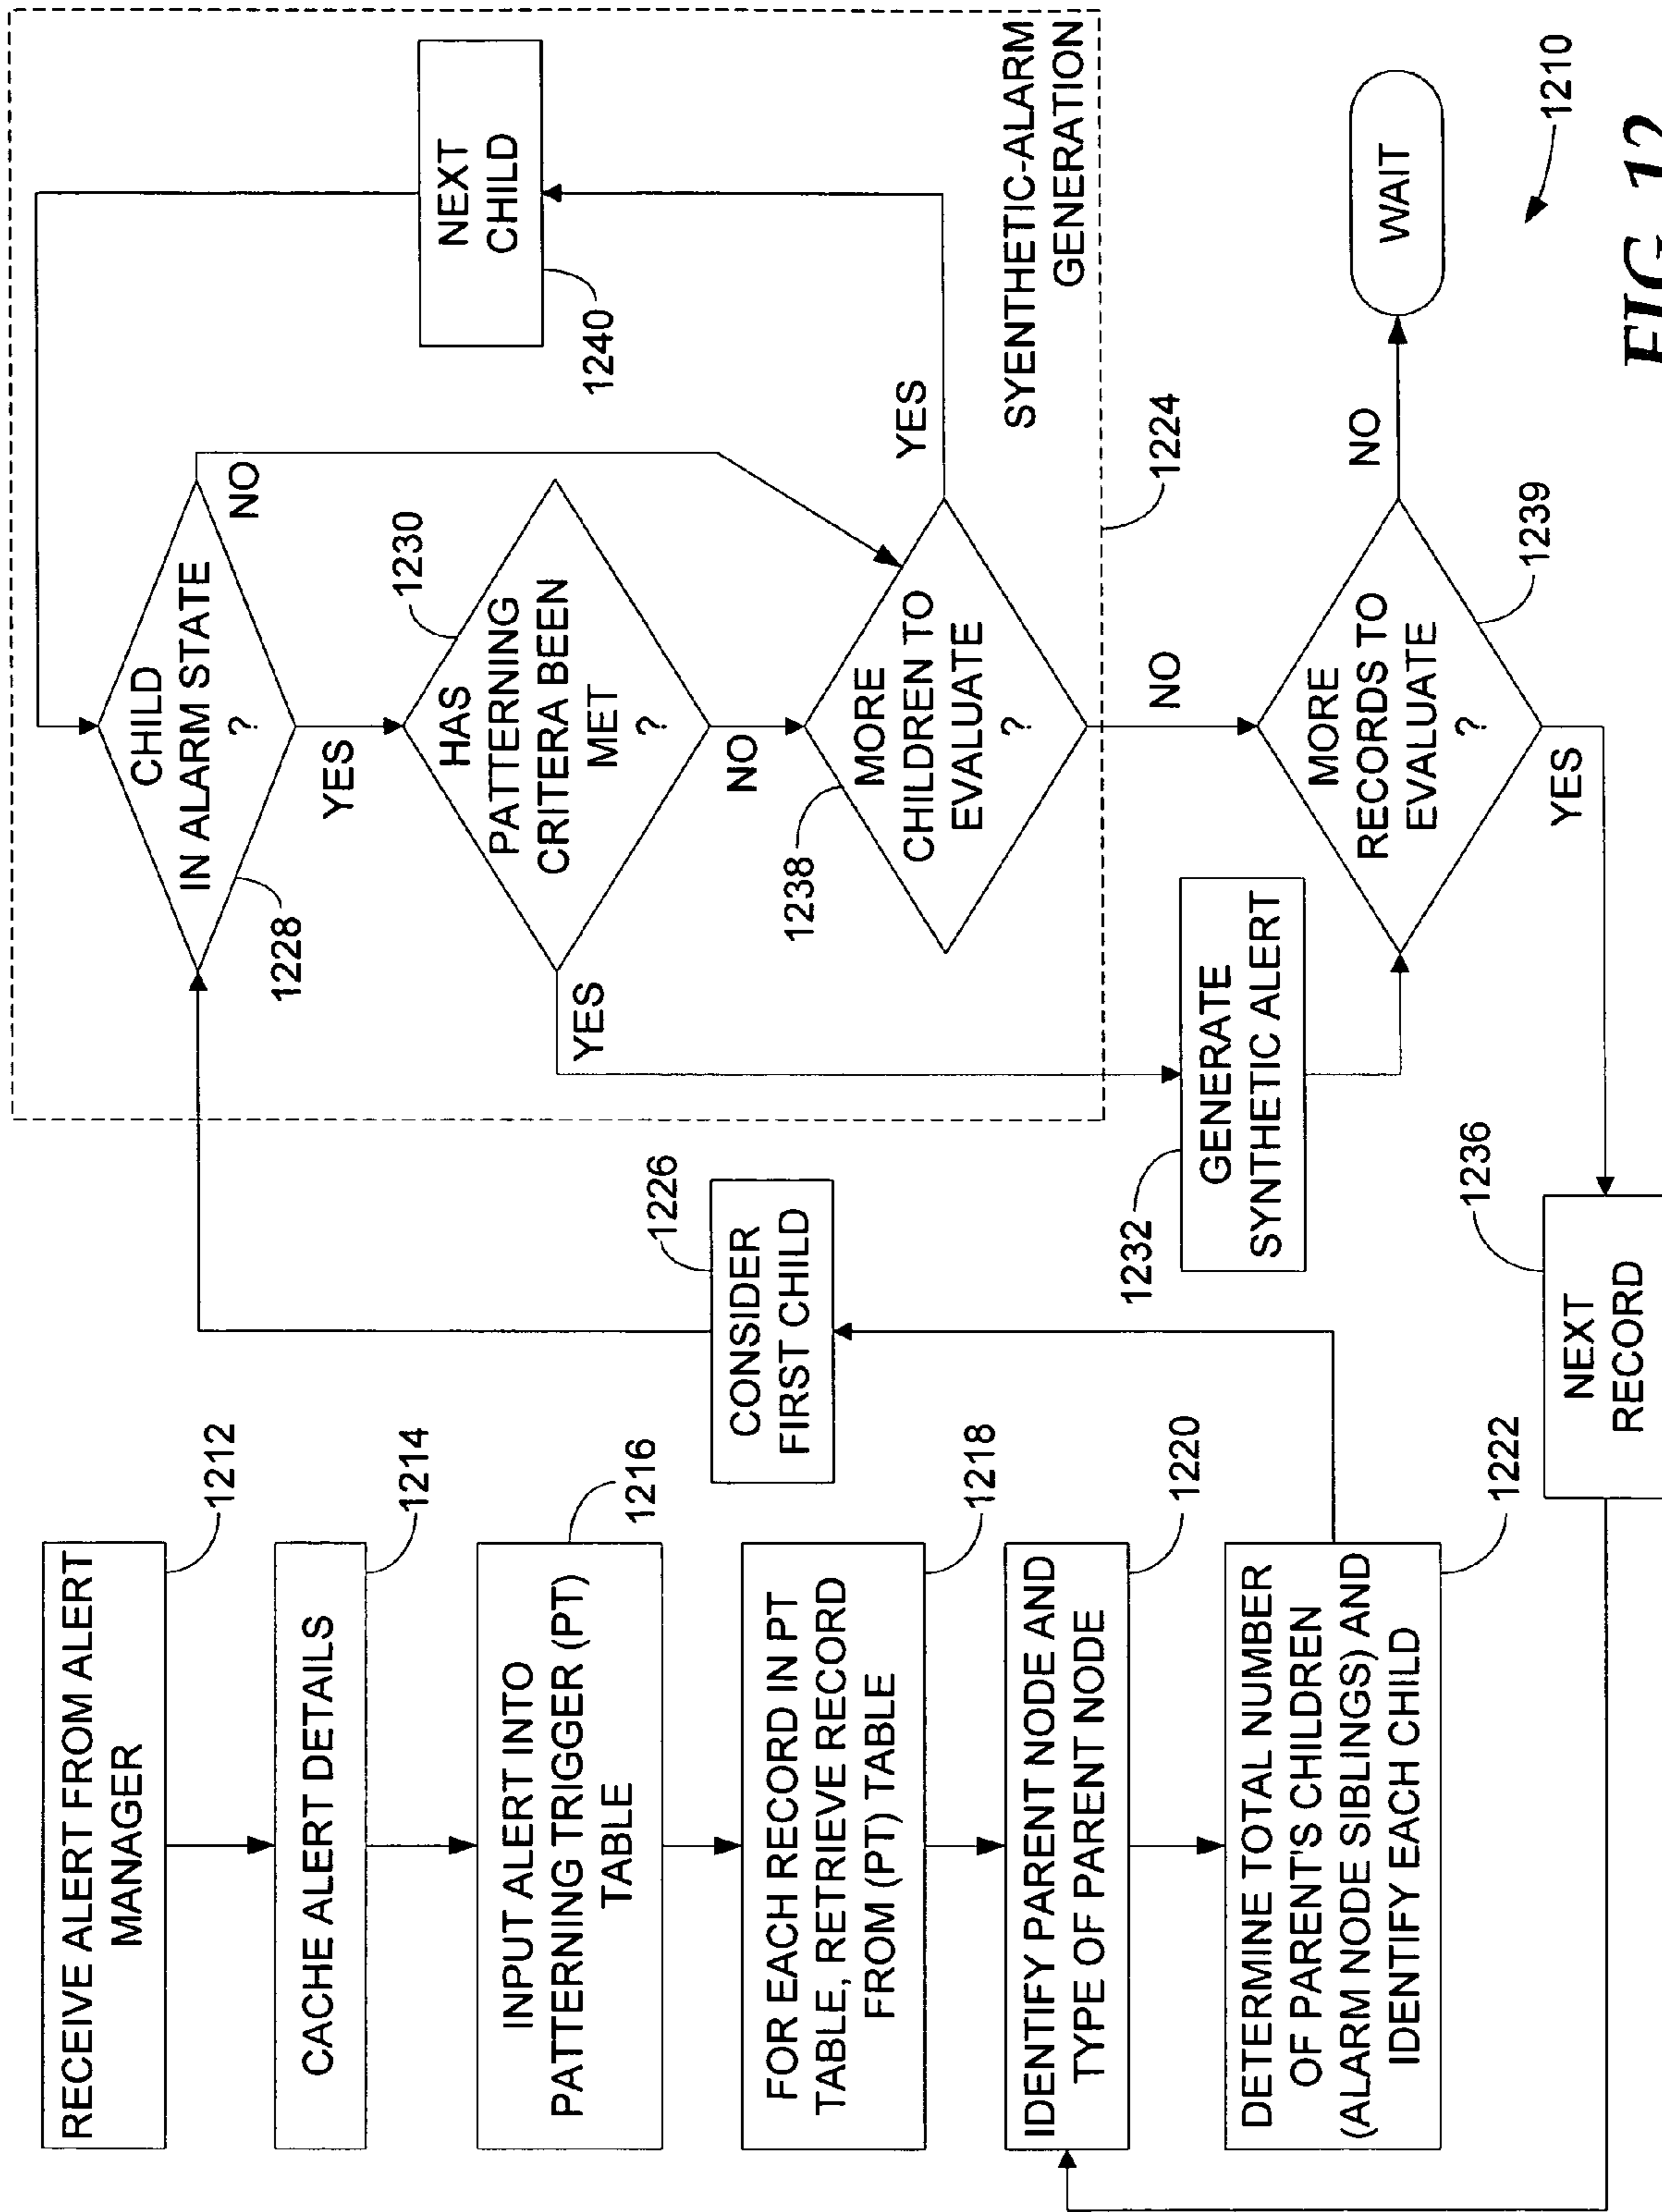 RECEIVE ALERT FROM ALERT
MANAGER
1212
CACHE ALERT DETAILS
1214
INPUT ALERT INTO
PATTERNING TRIGGER (PT)
TABLE
1216
FOR EACH RECORD IN PT
TABLE, RETRIEVE RECORD
FROM (PT) TABLE
1218
IDENTIFY PARENT NODE AND
TYPE OF PARENT NODE
1220
DETERMINE TOTAL NUMBER
OF PARENT'S CHILDREN
(ALARM NODE SIBLINGS) AND
IDENTIFY EACH CHILD
1222
CONSIDER
FIRST CHILD
1226
CHILD
IN ALARM STATE
?
1228
NO
YES
HAS
PATTERNING
CRITERA BEEN
MET
?
1230
YES
NO
MORE
CHILDREN TO
EVALUATE
?
1238
YES
NEXT
CHILD
1240
SYENTHETIC-ALARM
GENERATION
1224
NO
GENERATE
SYNTHETIC ALERT
1232
MORE
RECORDS TO
EVALUATE
?
1239
NO
WAIT
YES
NEXT
RECORD
1236
1210
FIG. 12